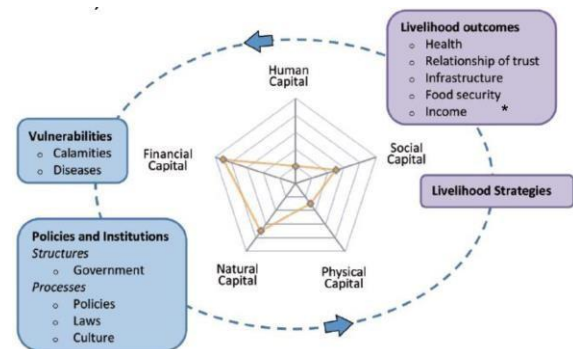 Livelihood outcomes
Health
Relationship of trust
Infrastructure
Food security
Income *
Human
Capital
Vulnerabilities
Calamities
Diseases
Financial
Capital
Social
Capital
Livelihood Strategies
Policies and Institutions
Structures
Government
Processes
Policies
Laws
Culture
Natural
Capital
Physical
Capital